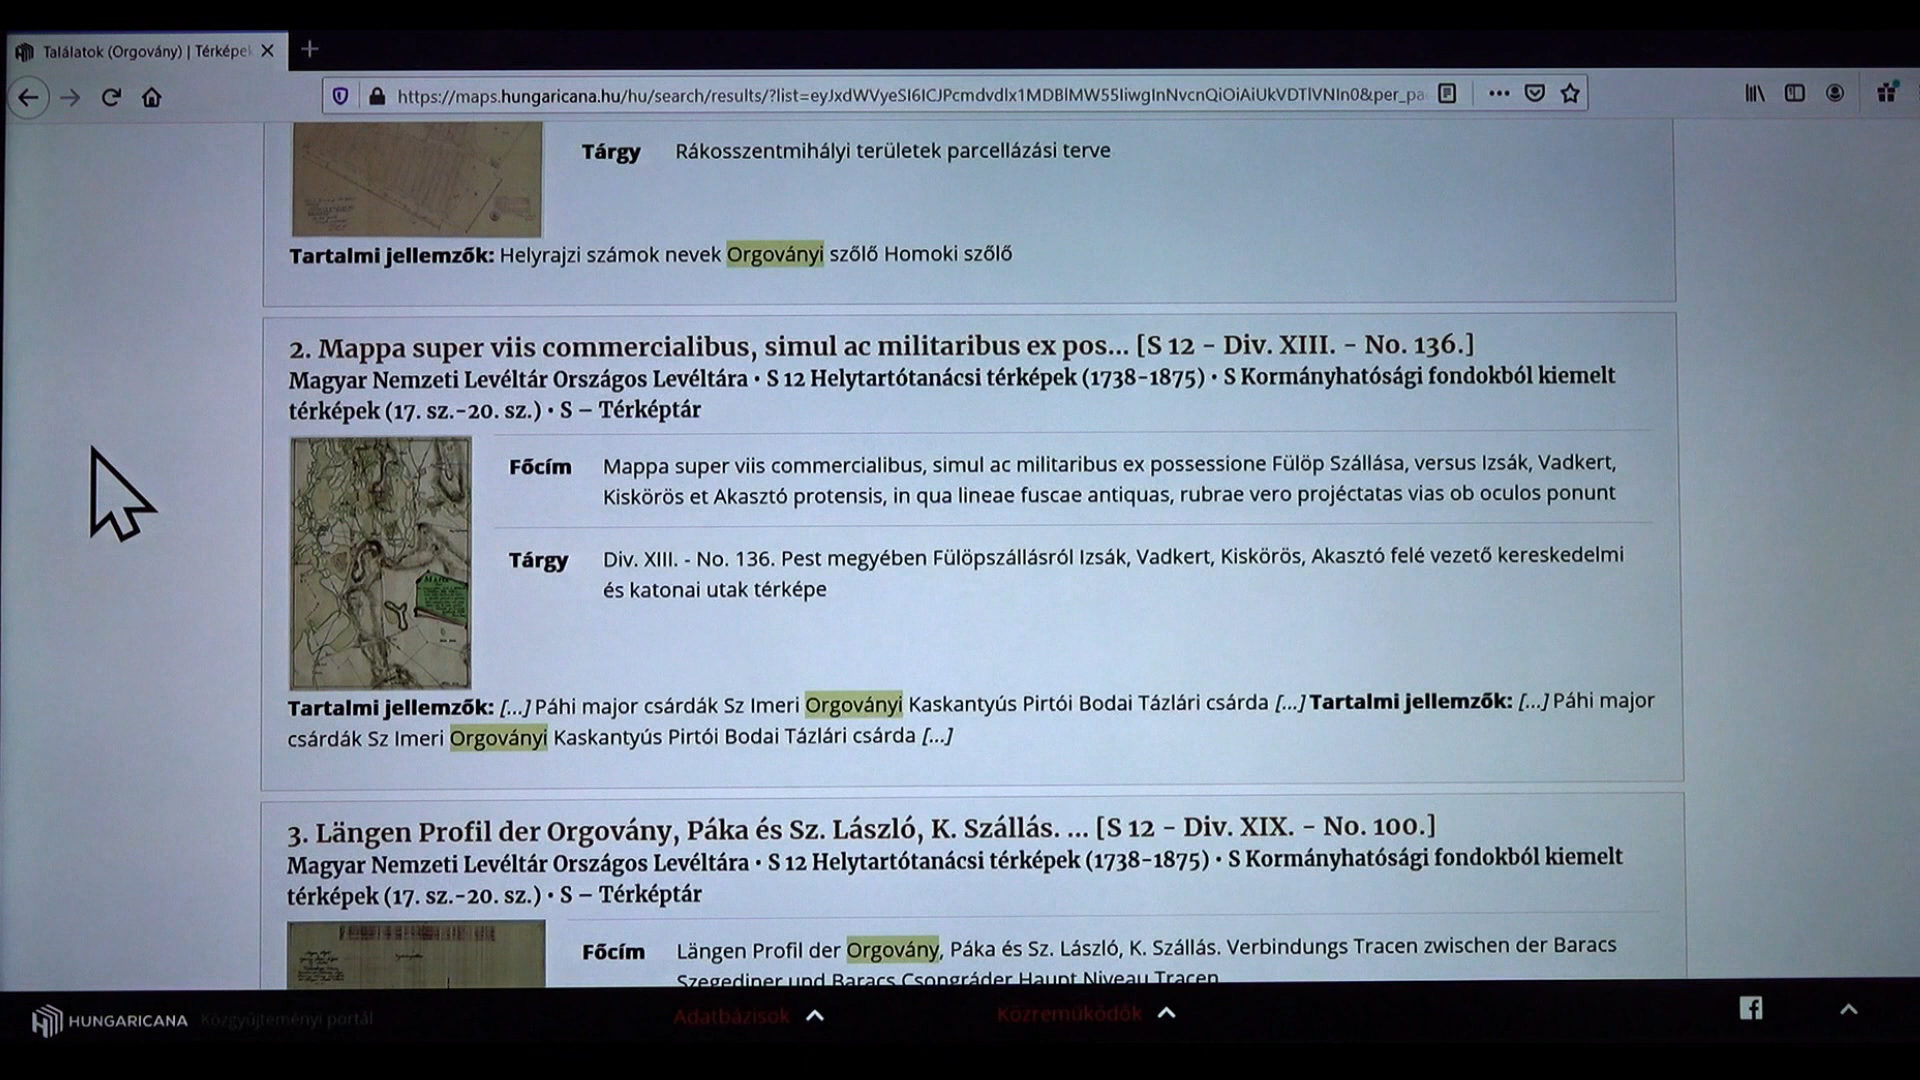 Találatok (Orgovány) | Térképek
https://maps.hungaricana.hu/hu/search/results/?list=eyJxdWVyeSI6ICJPcmdvdlx1MDBlMW55IiwgInNvcnQiOiAiUkVDTlVNIn0&per_pa
Tárgy Rákosszentmihályi területek parcellázási terve
Tartalmi jellemzők: Helyrajzi számok nevek Orgoványi szőlő Homoki szőlő
2. Mappa super viis commercialibus, simul ac militaribus ex pos... [S 12 - Div. XIII. - No. 136.]
Magyar Nemzeti Levéltár Országos Levéltára • S 12 Helytartótanácsi térképek (1738-1875) • S Kormányhatósági fondokból kiemelt
térképek (17. sz.-20. sz.) • S – Térképtár
Főcím Mappa super viis commercialibus, simul ac militaribus ex possessione Fülöp Szállása, versus Izsák, Vadkert,
Kiskörös et Akasztó protensis, in qua lineae fuscae antiquas, rubrae vero projéctatas vias ob oculos ponunt
Tárgy Div. XIII. - No. 136. Pest megyében Fülöpszállásról Izsák, Vadkert, Kiskörös, Akasztó felé vezető kereskedelmi
és katonai utak térképe
Tartalmi jellemzők: [...] Páhi major csárdák Sz Imeri Orgoványi Kaskantyús Pirtói Bodai Tázlári csárda [...] Tartalmi jellemzők: [...] Páhi major
csárdák Sz Imeri Orgoványi Kaskantyús Pirtói Bodai Tázlári csárda [...]
3. Längen Profil der Orgovány, Páka és Sz. László, K. Szállás. ... [S 12 - Div. XIX. - No. 100.]
Magyar Nemzeti Levéltár Országos Levéltára • S 12 Helytartótanácsi térképek (1738-1875) • S Kormányhatósági fondokból kiemelt
térképek (17. sz.-20. sz.) • S – Térképtár
Főcím Längen Profil der Orgovány, Páka és Sz. László, K. Szállás. Verbindungs Tracen zwischen der Baracs
Szegediner und Baracs Csongráder Haupt Niveau Tracen
HUNGARICANA Közgyűjteményi portál Adatbázisok Közreműködők